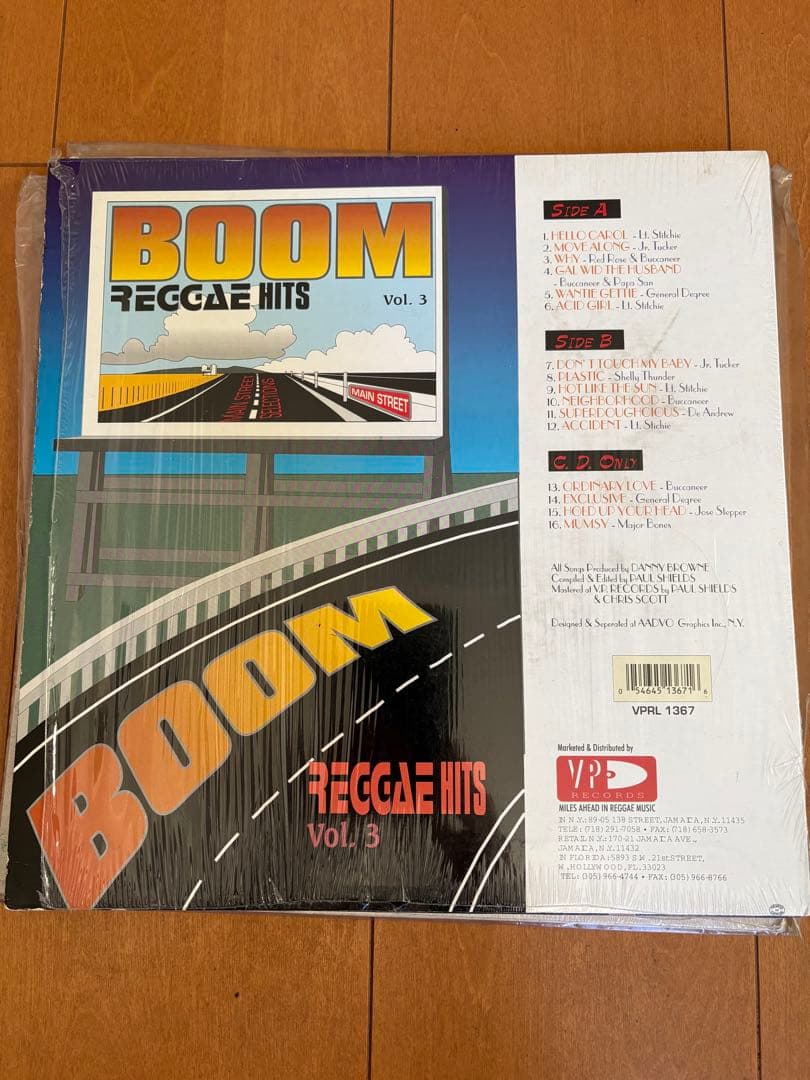 BOOM
REGGAE HITS
Vol. 3
MAIN STREET
SELECTIONS
MAIN STREET
BOOM
REGGAE HITS
Vol. 3
SIDE A
1. HELLO CAROL - Lt. Stitchie
2. MOVE ALONG - Jr. Tucker
3. WHY - Red Rose & Buccaneer
4. GAL WID THE HUSBAND
- Buccaneer & Papa San
5. WANTIE GETTIE - General Degree
6. ACID GIRL - Lt. Stitchie
SIDE B
7. DON'T TOUCH MY BABY - Jr. Tucker
8. PLASTIC - Shelly Thunder
9. HOT LIKE THE SUN - Lt. Stitchie
10. NEIGHBORHOOD - Buccaneer
11. SUPERDOUGHCIOUS - De Andrew
12. ACCIDENT - Lt. Stichie
C. D. ONLY
13. ORDINARY LOVE - Buccaneer
14. EXCLUSIVE - General Degree
15. HOLD UP YOUR HEAD - Jose Stepper
16. MUMSY - Major Bones
All Songs Produced by DANNY BROWNE
Compiled & Edited by PAUL SHIELDS
Mastered at V.P. RECORDS by PAUL SHIELDS
& CHRIS SCOTT
Designed & Seperated at AADVO Graphics Inc., N.Y.
0 54645 13671 6
VPRL 1367
Marketed & Distributed by
VP
RECORDS
MILES AHEAD IN REGGAE MUSIC
IN N.Y.: 89-05 138 STREET, JAMAICA, N.Y. 11435
TELE: (718) 291-7058 • FAX: (718) 658-3573
RETAIL N.Y.: 170-21 JAMAICA AVE.,
JAMAICA, N.Y. 11432
IN FLORIDA: 5893 S.W. 21st STREET,
W. HOLLYWOOD, FL. 33023
TEL: (305) 966-4744 • FAX: (305) 966-8766